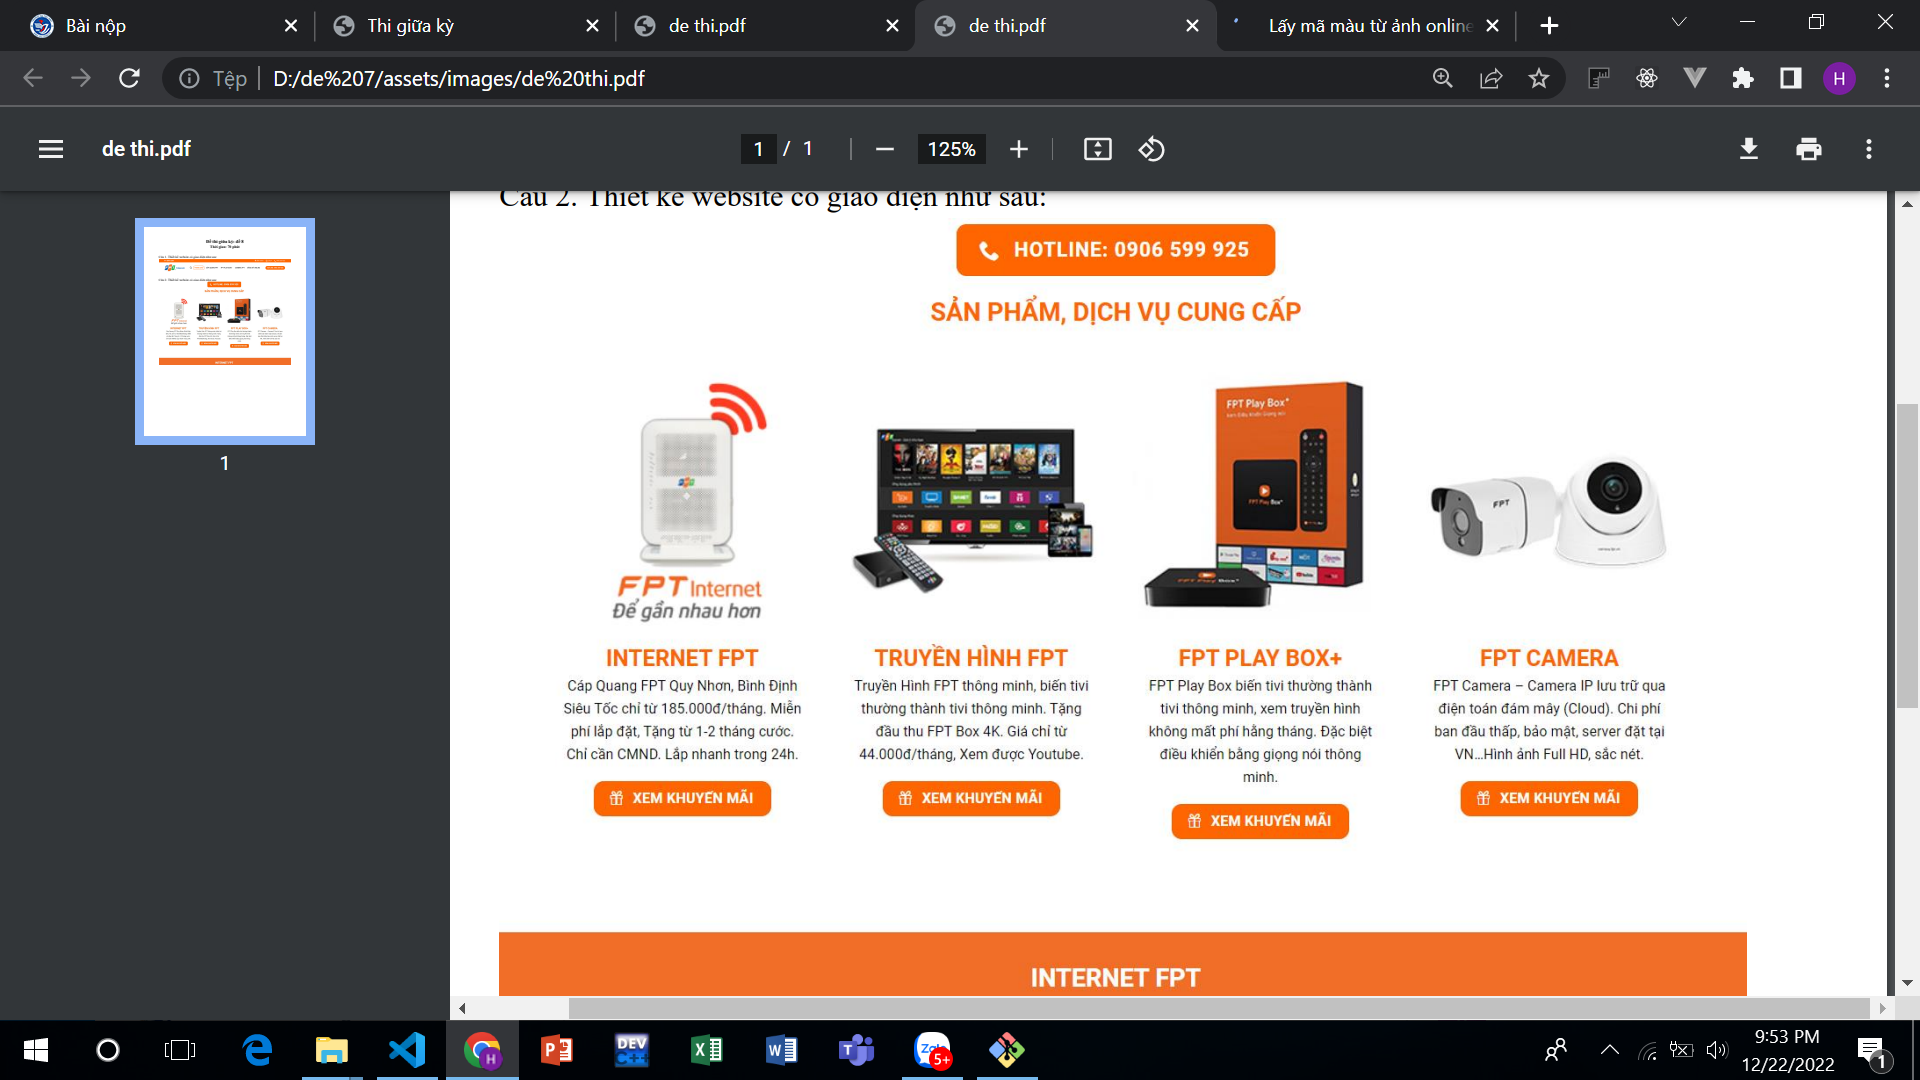 Bài nộp
Thi giữa kỳ
de thi.pdf
de thi.pdf
Lấy mã màu từ ảnh online
Tệp
D:/de%207/assets/images/de%20thi.pdf
H
de thi.pdf
1 / 1
125%
1
Câu 2. Thiết kế website có giao diện như sau:
HOTLINE: 0906 599 925
SẢN PHẨM, DỊCH VỤ CUNG CẤP
FPT Internet
Để gần nhau hơn
FPT Play Box+
FPT Play Box+
FPT
INTERNET FPT
Cáp Quang FPT Quy Nhơn, Bình Định
Siêu Tốc chỉ từ 185.000đ/tháng. Miễn
phí lắp đặt, Tặng từ 1-2 tháng cước.
Chỉ cần CMND. Lắp nhanh trong 24h.
XEM KHUYẾN MÃI
TRUYỀN HÌNH FPT
Truyền Hình FPT thông minh, biến tivi
thường thành tivi thông minh. Tặng
đầu thu FPT Box 4K. Giá chỉ từ
44.000đ/tháng, Xem được Youtube.
XEM KHUYẾN MÃI
FPT PLAY BOX+
FPT Play Box biến tivi thường thành
tivi thông minh, xem truyền hình
không mất phí hằng tháng. Đặc biệt
điều khiển bằng giọng nói thông
minh.
XEM KHUYẾN MÃI
FPT CAMERA
FPT Camera – Camera IP lưu trữ qua
điện toán đám mây (Cloud). Chi phí
ban đầu thấp, bảo mật, server đặt tại
VN...Hình ảnh Full HD, sắc nét.
XEM KHUYẾN MÃI
INTERNET FPT
9:53 PM
12/22/2022
5+
1